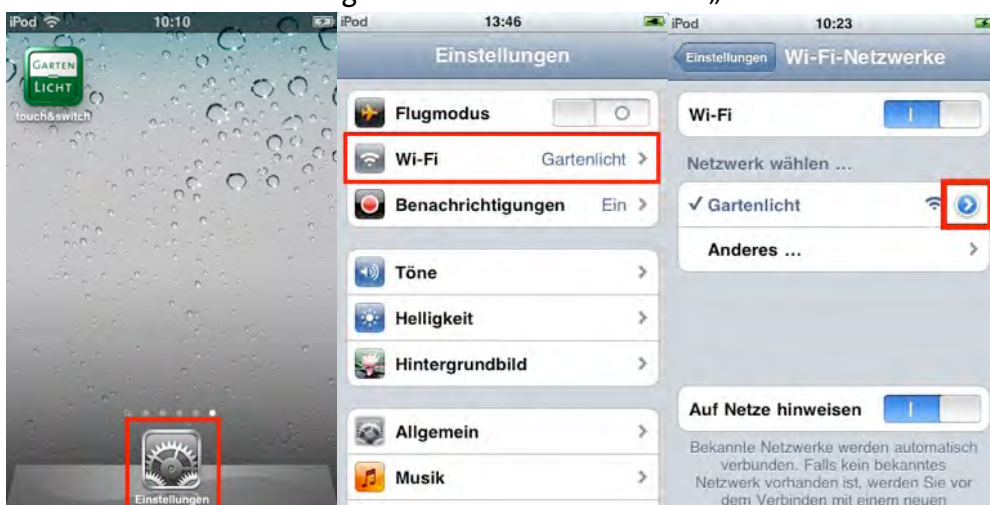 iPod 10:10
GARTEN
LICHT
touch&switch
Einstellungen
iPod 13:46
Einstellungen
Flugmodus
Wi-Fi Gartenlicht
Benachrichtigungen Ein
Töne
Helligkeit
Hintergrundbild
Allgemein
Musik
iPod 10:23
Einstellungen Wi-Fi-Netzwerke
Wi-Fi
Netzwerk wählen ...
✓ Gartenlicht
Anderes ...
Auf Netze hinweisen
Bekannte Netzwerke werden automatisch
verbunden. Falls kein bekanntes
Netzwerk vorhanden ist, werden Sie vor
dem Verbinden mit einem neuen